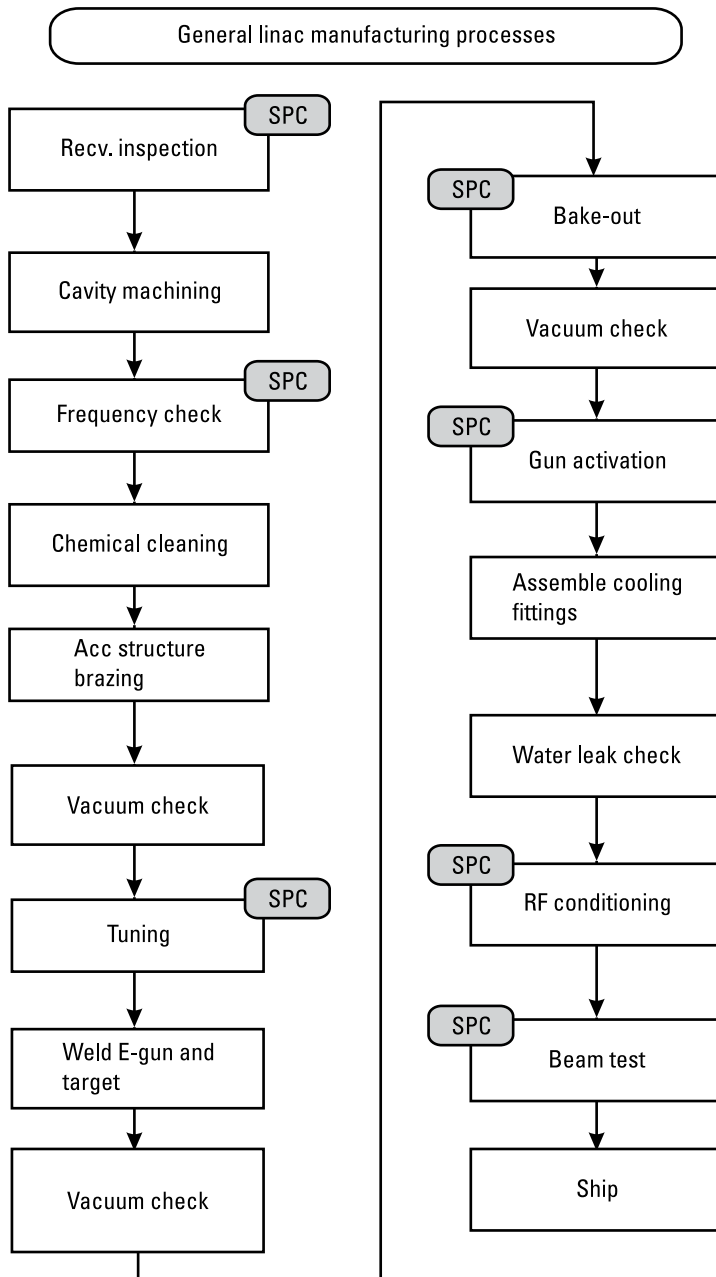 General linac manufacturing processes
SPC
Recv. inspection
Cavity machining
SPC
Frequency check
Chemical cleaning
Acc structure
brazing
Vacuum check
SPC
Tuning
Weld E-gun and
target
Vacuum check
SPC
Bake-out
Vacuum check
SPC
Gun activation
Assemble cooling
fittings
Water leak check
SPC
RF conditioning
SPC
Beam test
Ship